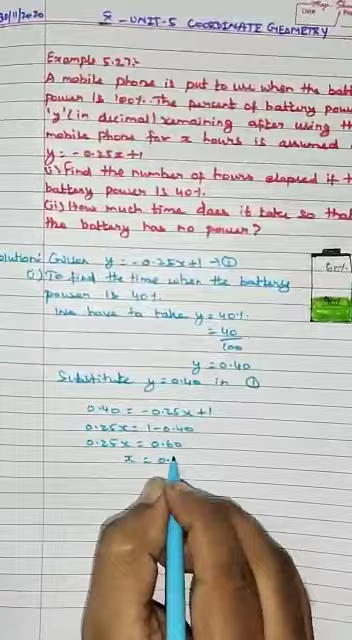 30/11/2020
8 - UNIT-5 COORDINATE GEOMETRY
Example 5.27:-
A mobile phone is put to use when the batt
power is 100%. The percent of battery pow
'y' (in decimal) remaining after using th
mobile phone for x hours is assumed
y = -0.25x+1
(i) Find the number of hours elapsed if t
battery power is 40%.
(ii) How much time does it take so that
the battery has no power?
olution: Given y = -0.25x+1 → ①
(i) To find the time when the battery
power is 40%.
We have to take y = 40%.
= 40
100
y = 0.40
Substitute y = 0.40 in ①
0.40 = -0.25x+1
0.25x = 1-0.40
0.25x = 0.60
x = 0.
60%